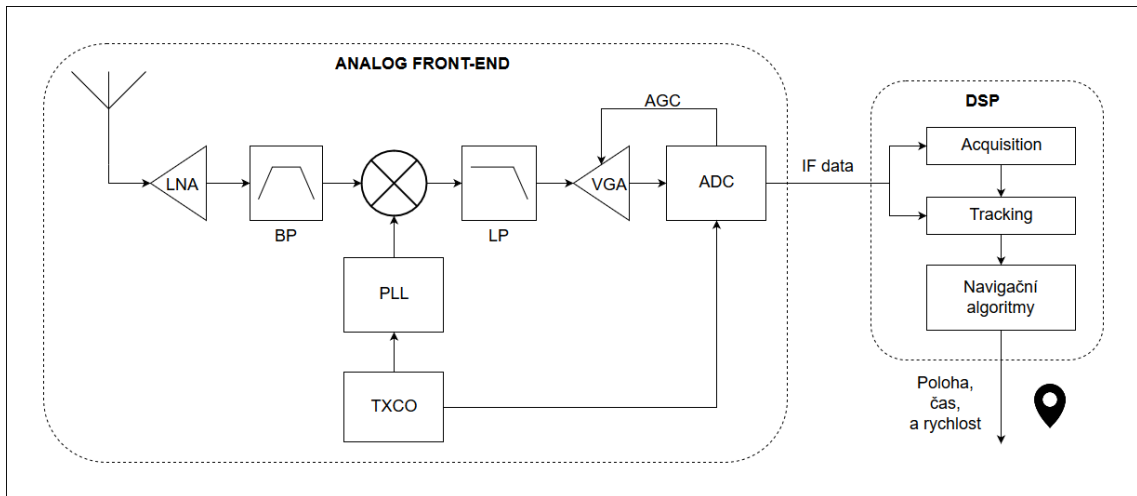 ANALOG FRONT-END
DSP
AGC
Acquisition
IF data
LNA
VGA
ADC
Tracking
BP
LP
PLL
Navigační
algoritmy
TXCO
Poloha,
čas,
a rychlost